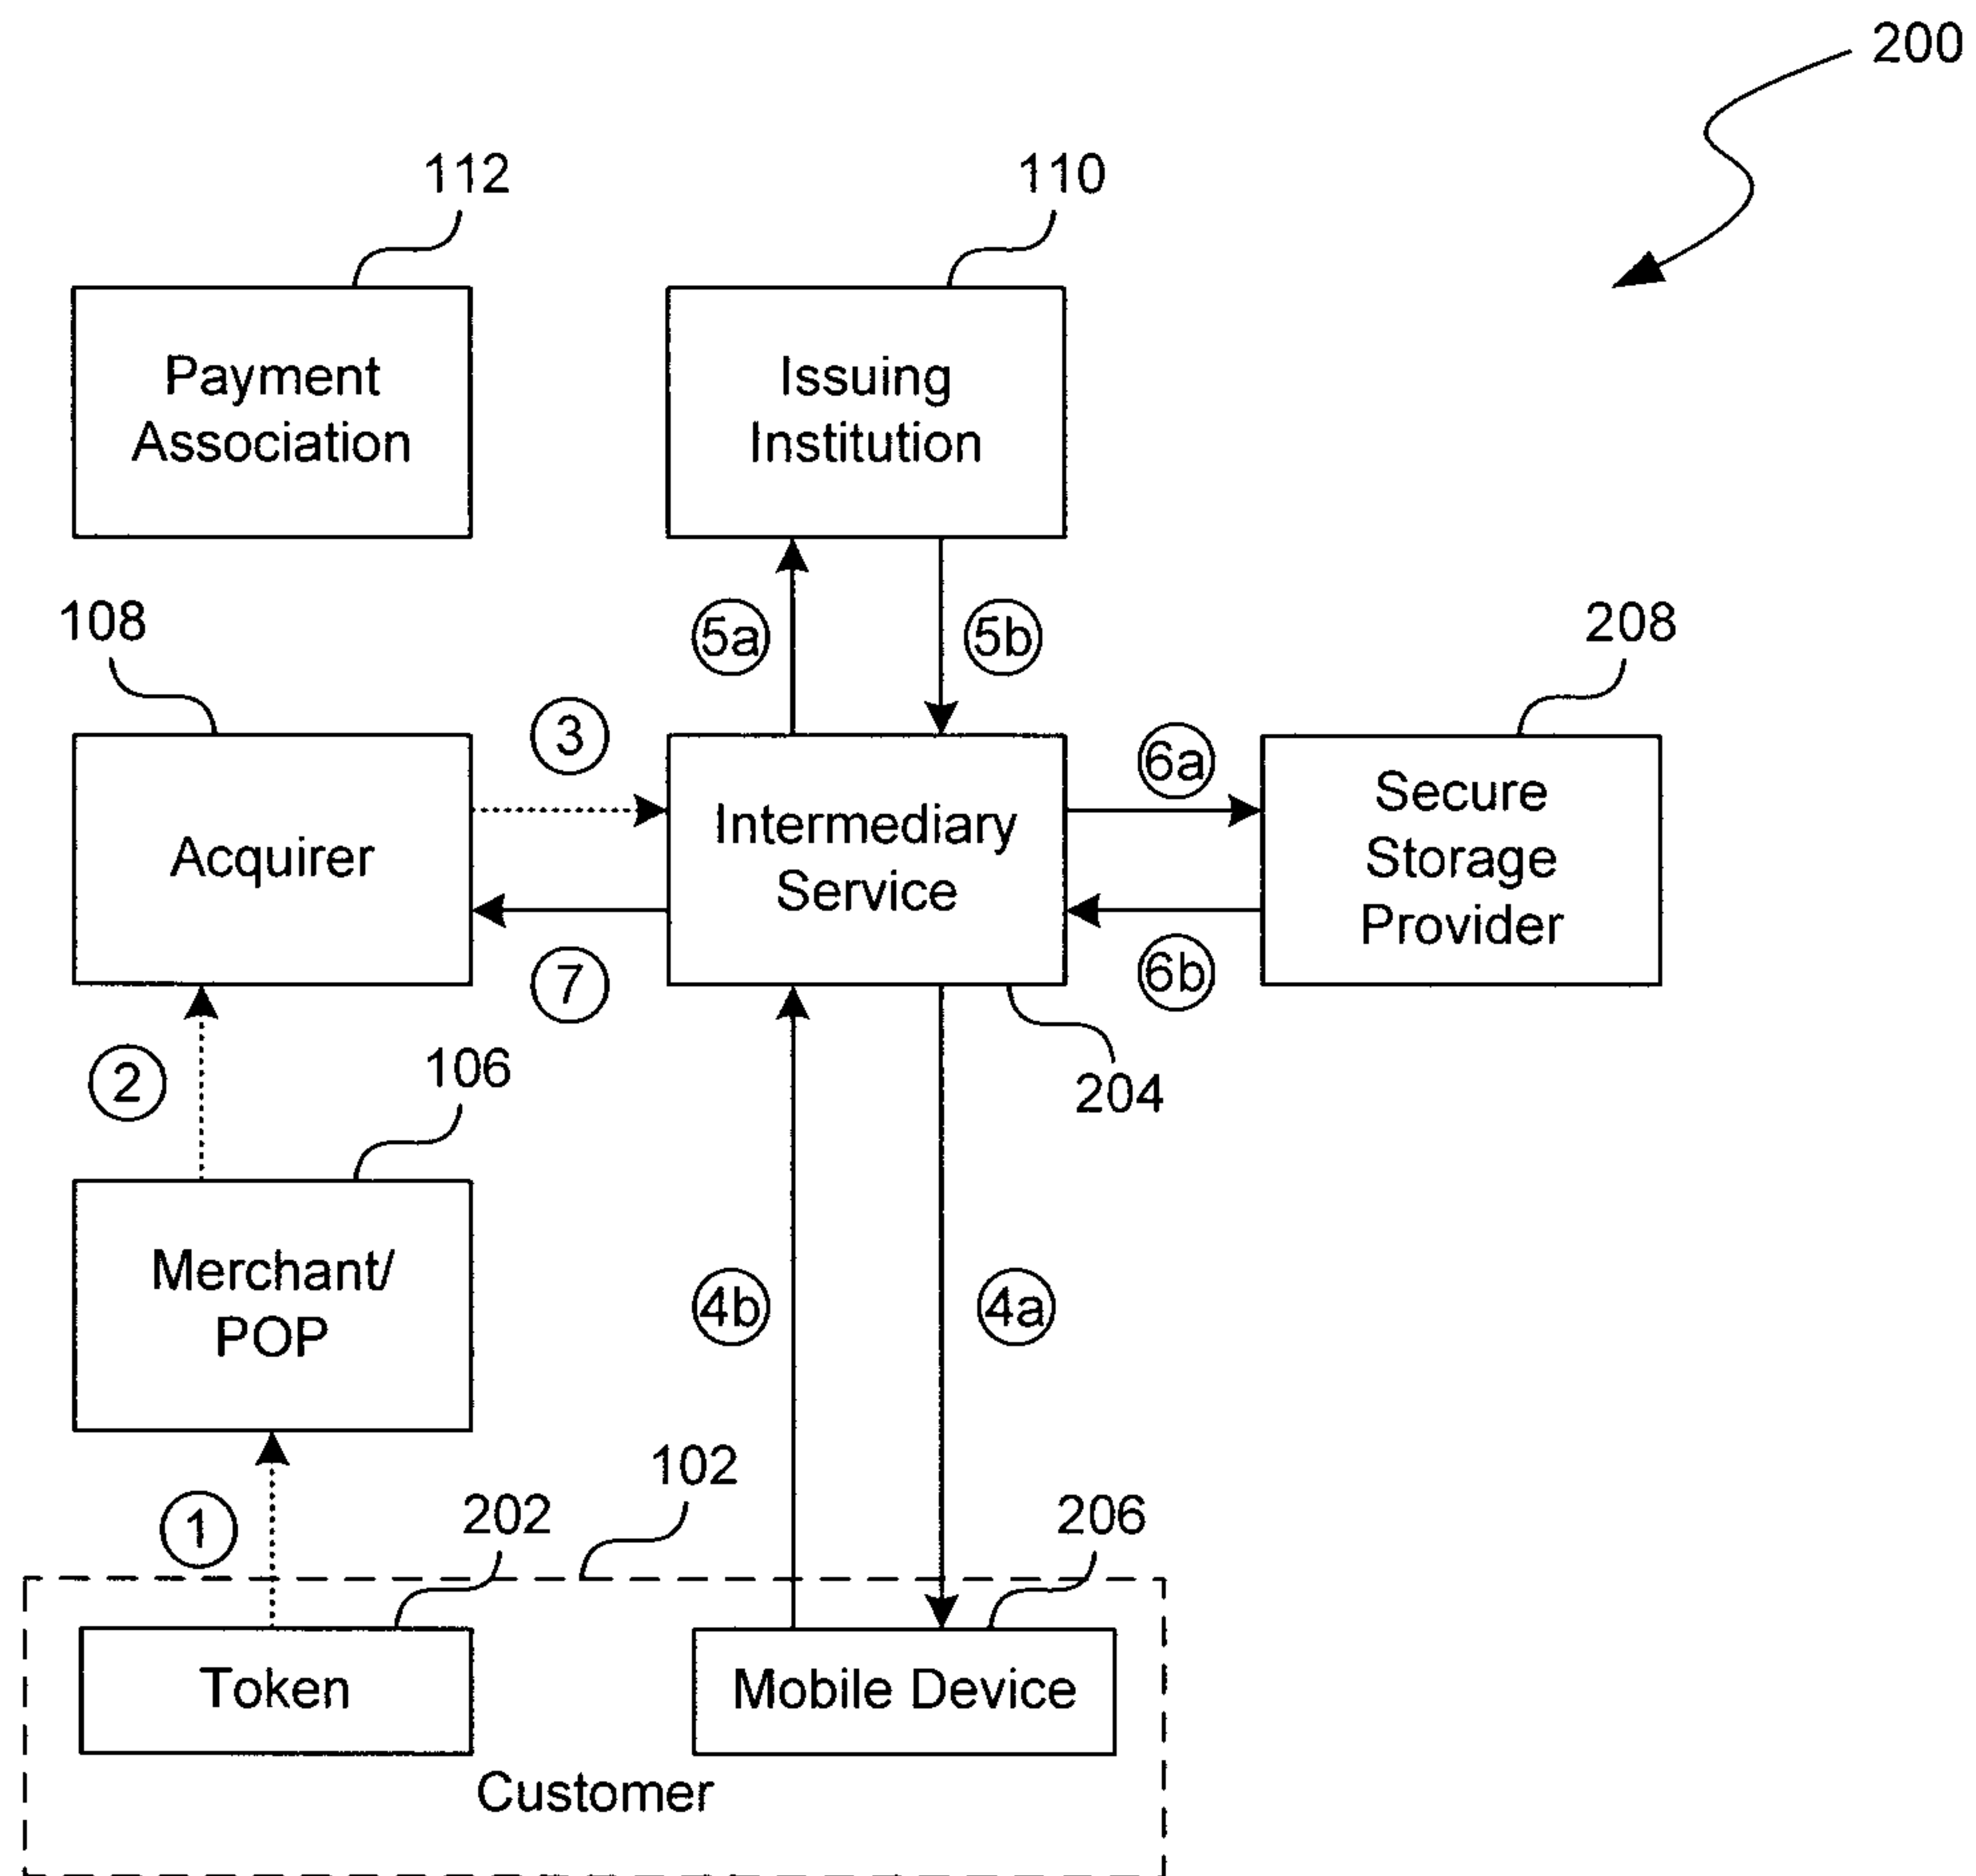 200
112
110
Payment
Association
Issuing
Institution
108
5a
5b
208
3
6a
Acquirer
Intermediary
Service
Secure
Storage
Provider
7
6b
2
106
204
Merchant/
POP
4b
4a
102
1
202
206
Token
Mobile Device
Customer